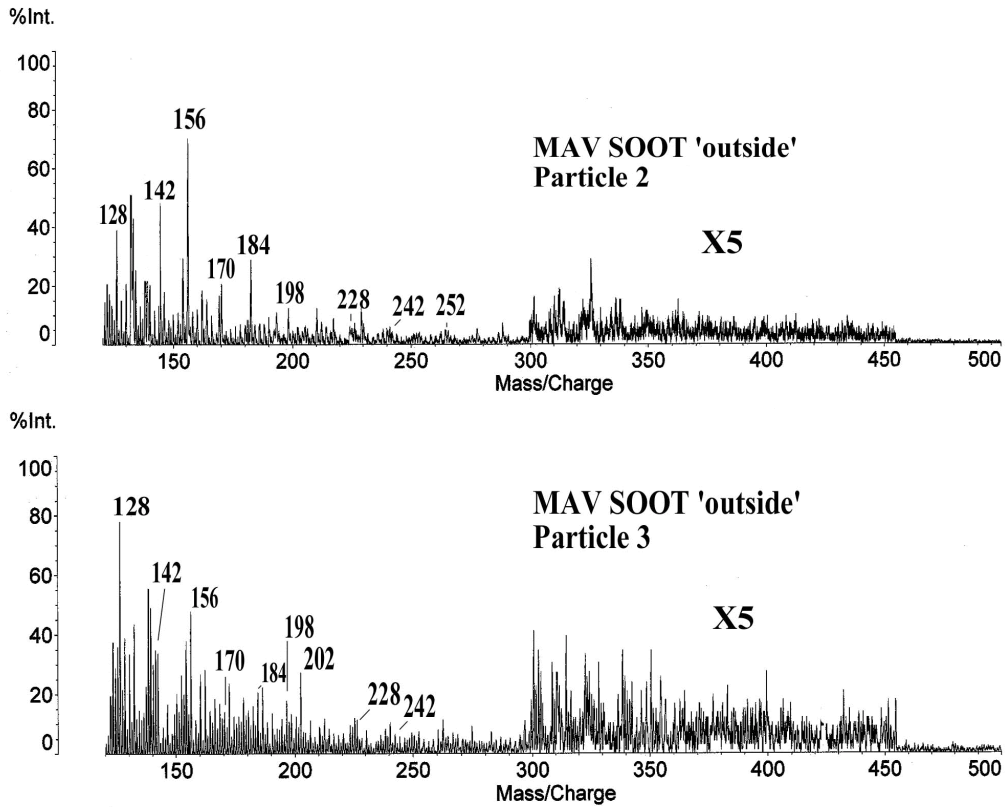 %Int.
100
80
60
40
20
0
128
142
156
170
184
198
228
242
252
MAV SOOT 'outside'
Particle 2
X5
150 200 250 300 350 400 450 500
Mass/Charge
%Int.
100
80
60
40
20
0
128
142
156
170
184
198
202
228
242
MAV SOOT 'outside'
Particle 3
X5
150 200 250 300 350 400 450 500
Mass/Charge